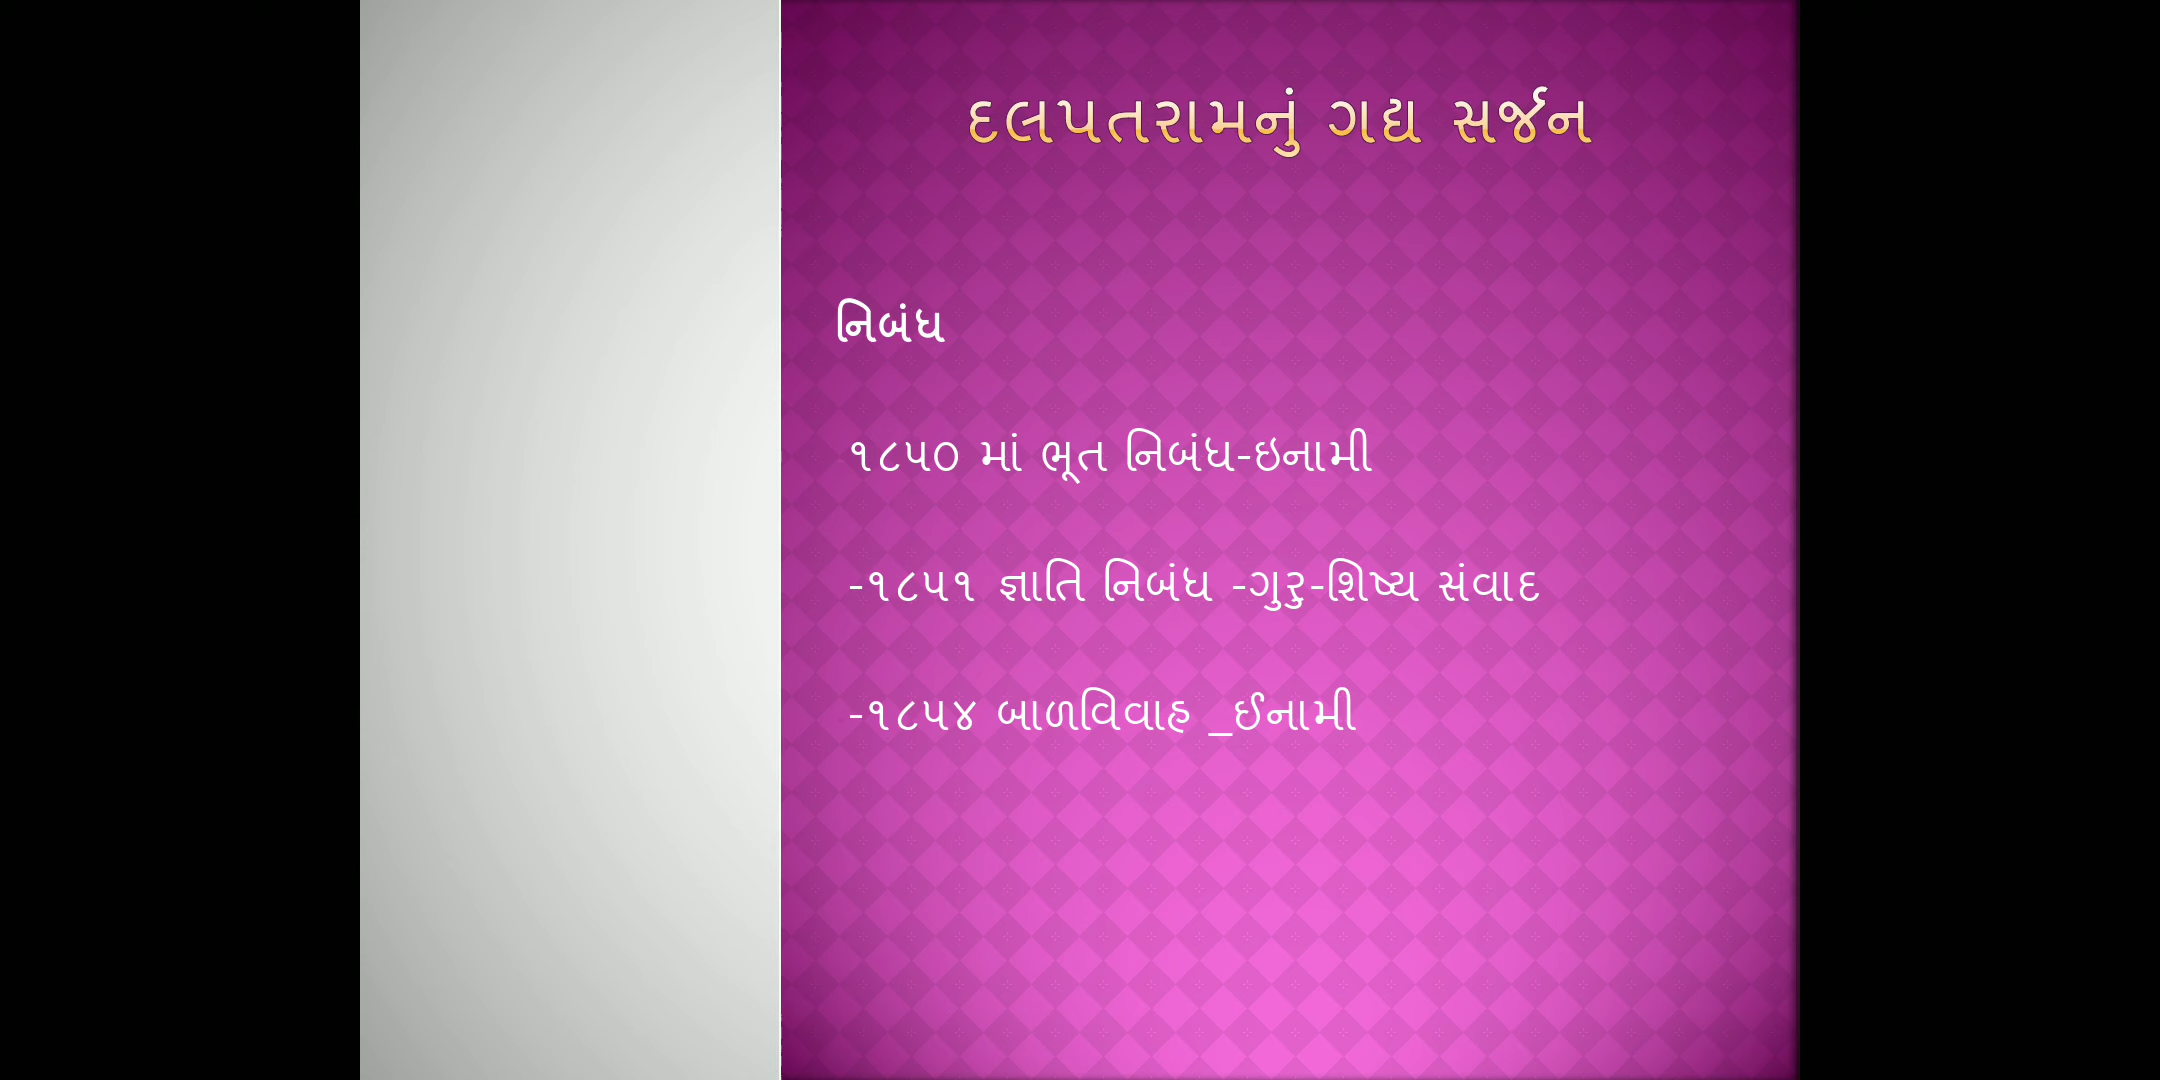 દલપતરામનું ગદ્ય સર્જન
નિબંધ
૧૮૫૦ માં ભૂત નિબંધ-ઇનામી
-૧૮૫૧ જ્ઞાતિ નિબંધ -ગુરુ-શિષ્ય સંવાદ
-૧૮૫૪ બાળવિવાહ _ઈનામી